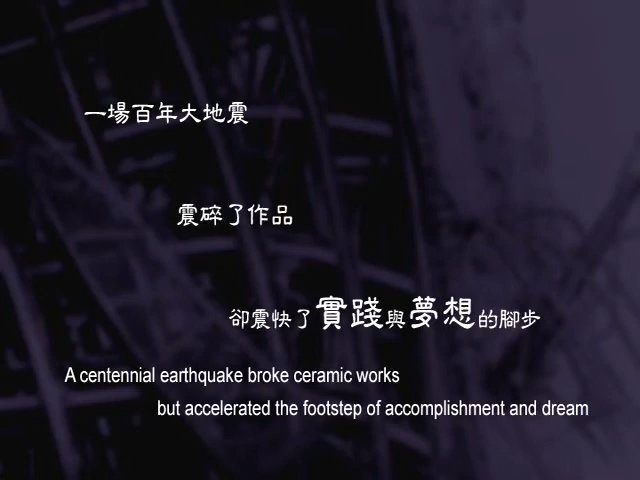 一場百年大地震
震碎了作品
卻震快了實踐與夢想的腳步
A centennial earthquake broke ceramic works
but accelerated the footstep of accomplishment and dream